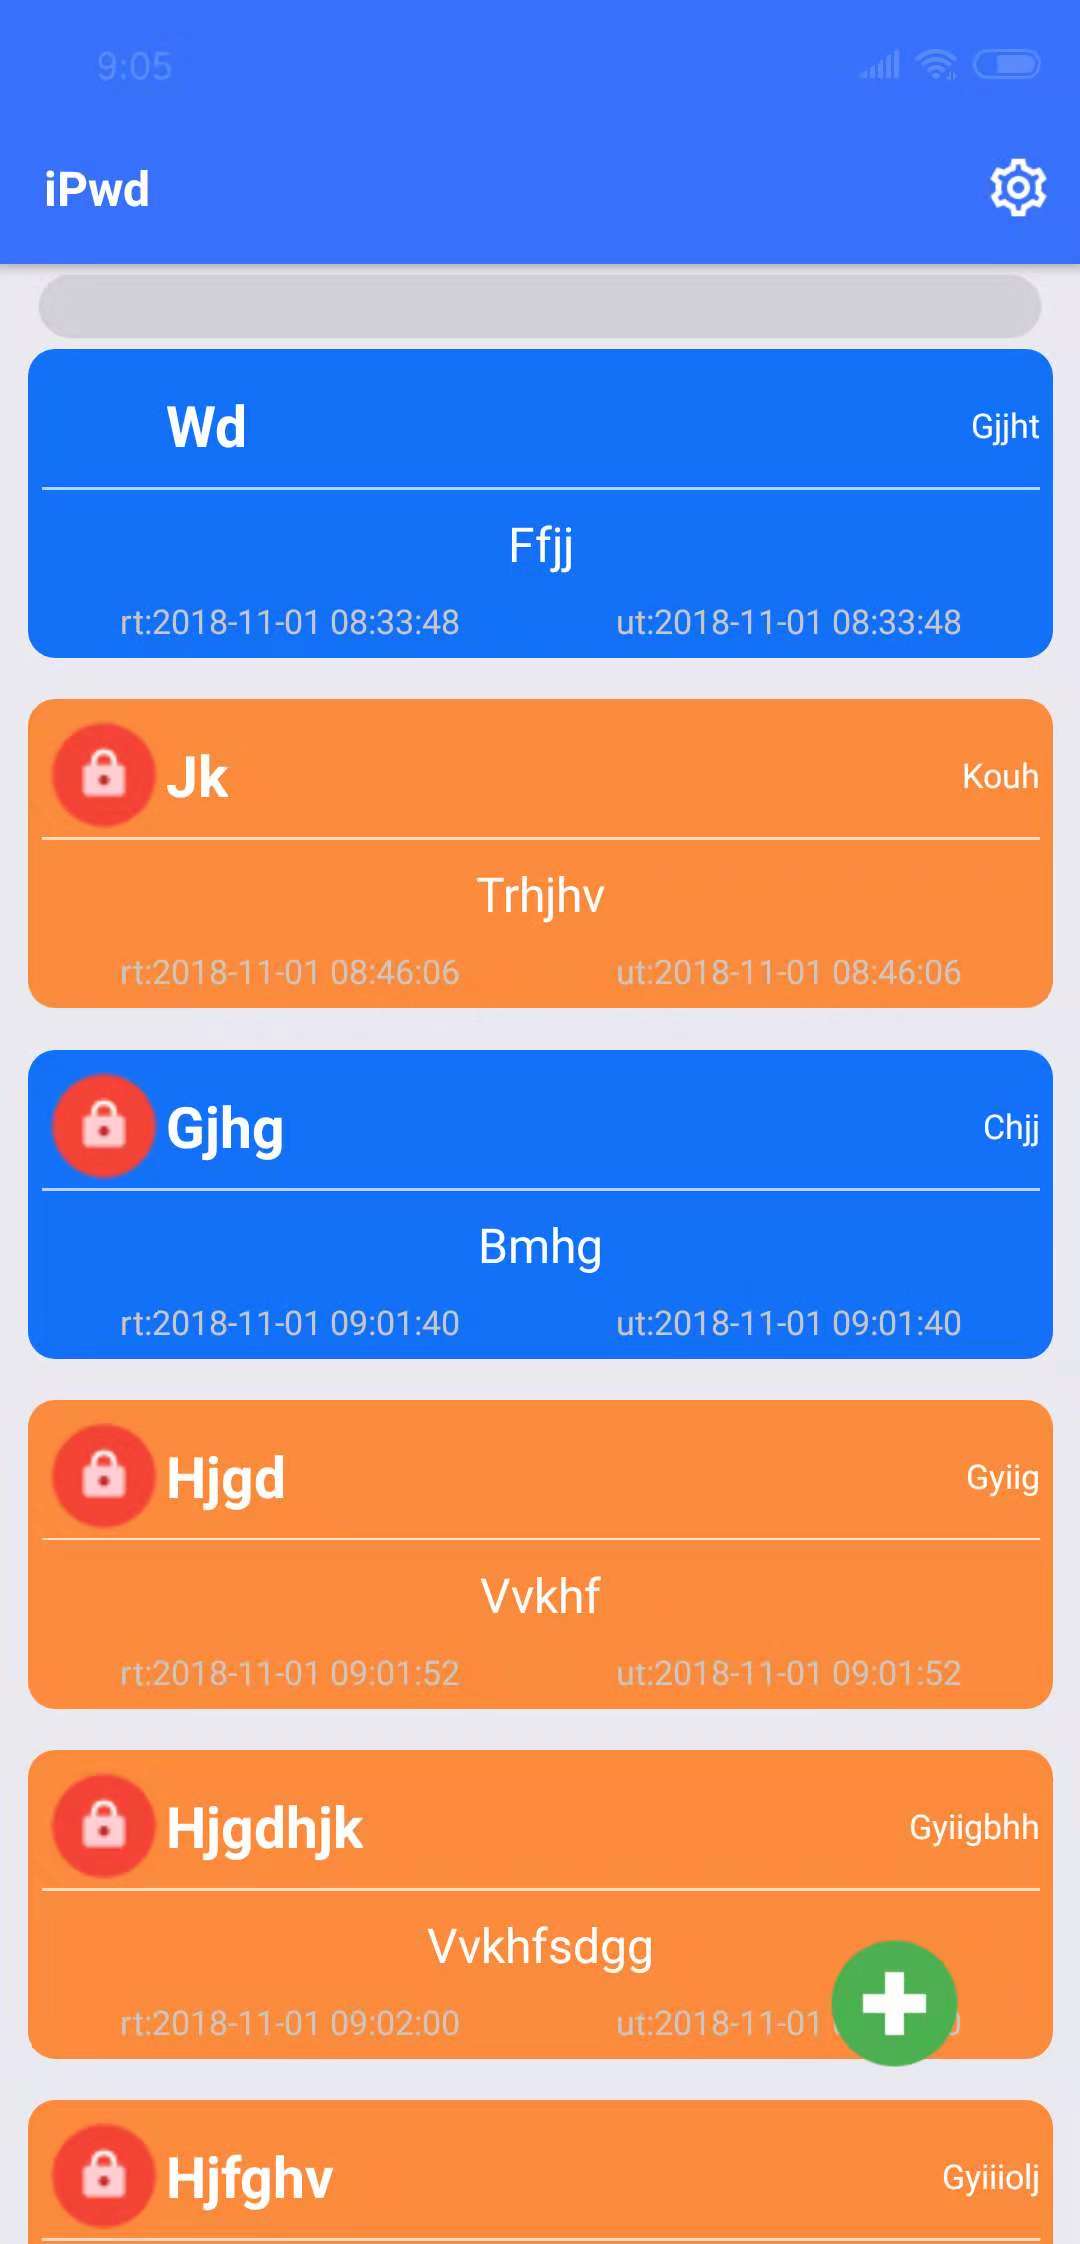 9:05
iPwd
Wd Gjjht
Ffjj
rt:2018-11-01 08:33:48 ut:2018-11-01 08:33:48
Jk Kouh
Trhjhv
rt:2018-11-01 08:46:06 ut:2018-11-01 08:46:06
Gjhg Chjj
Bmhg
rt:2018-11-01 09:01:40 ut:2018-11-01 09:01:40
Hjgd Gyiig
Vvkhf
rt:2018-11-01 09:01:52 ut:2018-11-01 09:01:52
Hjgdhjk Gyiigbhh
Vvkhfsdgg
rt:2018-11-01 09:02:00 ut:2018-11-01
Hjfghv Gyiiiolj